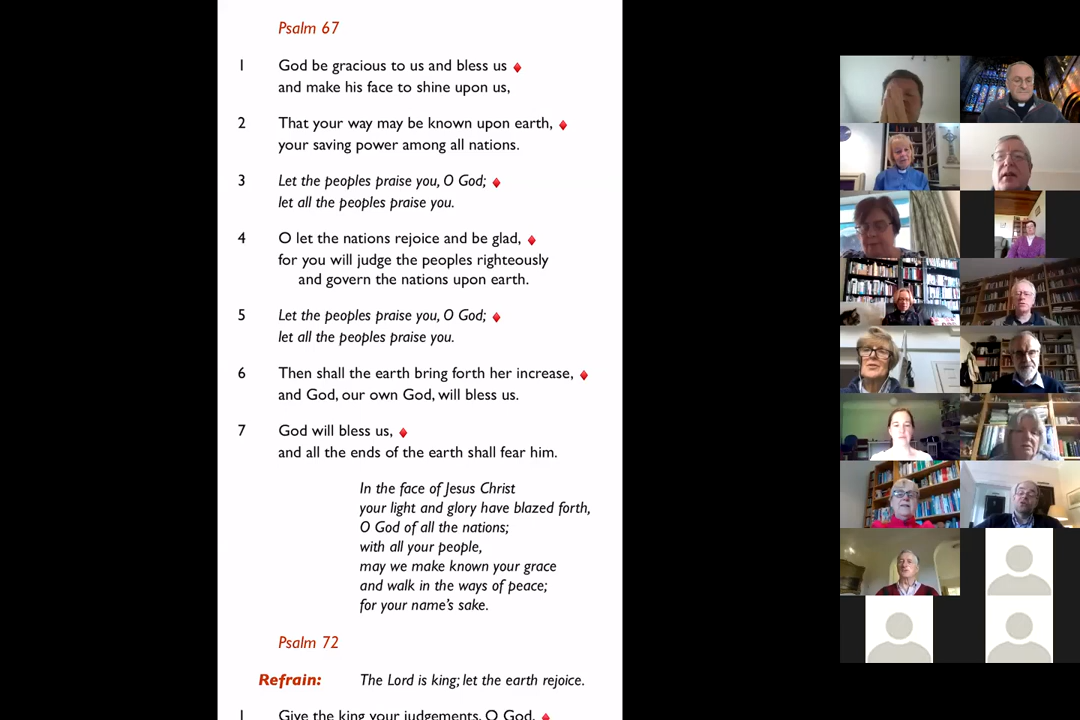 Psalm 67
1 God be gracious to us and bless us ♦
and make his face to shine upon us,
2 That your way may be known upon earth, ♦
your saving power among all nations.
3 Let the peoples praise you, O God; ♦
let all the peoples praise you.
4 O let the nations rejoice and be glad, ♦
for you will judge the peoples righteously
and govern the nations upon earth.
5 Let the peoples praise you, O God; ♦
let all the peoples praise you.
6 Then shall the earth bring forth her increase, ♦
and God, our own God, will bless us.
7 God will bless us, ♦
and all the ends of the earth shall fear him.
In the face of Jesus Christ
your light and glory have blazed forth,
O God of all the nations;
with all your people,
may we make known your grace
and walk in the ways of peace;
for your name's sake.
Psalm 72
Refrain: The Lord is king; let the earth rejoice.
1 Give the king your judgements, O God, ♦